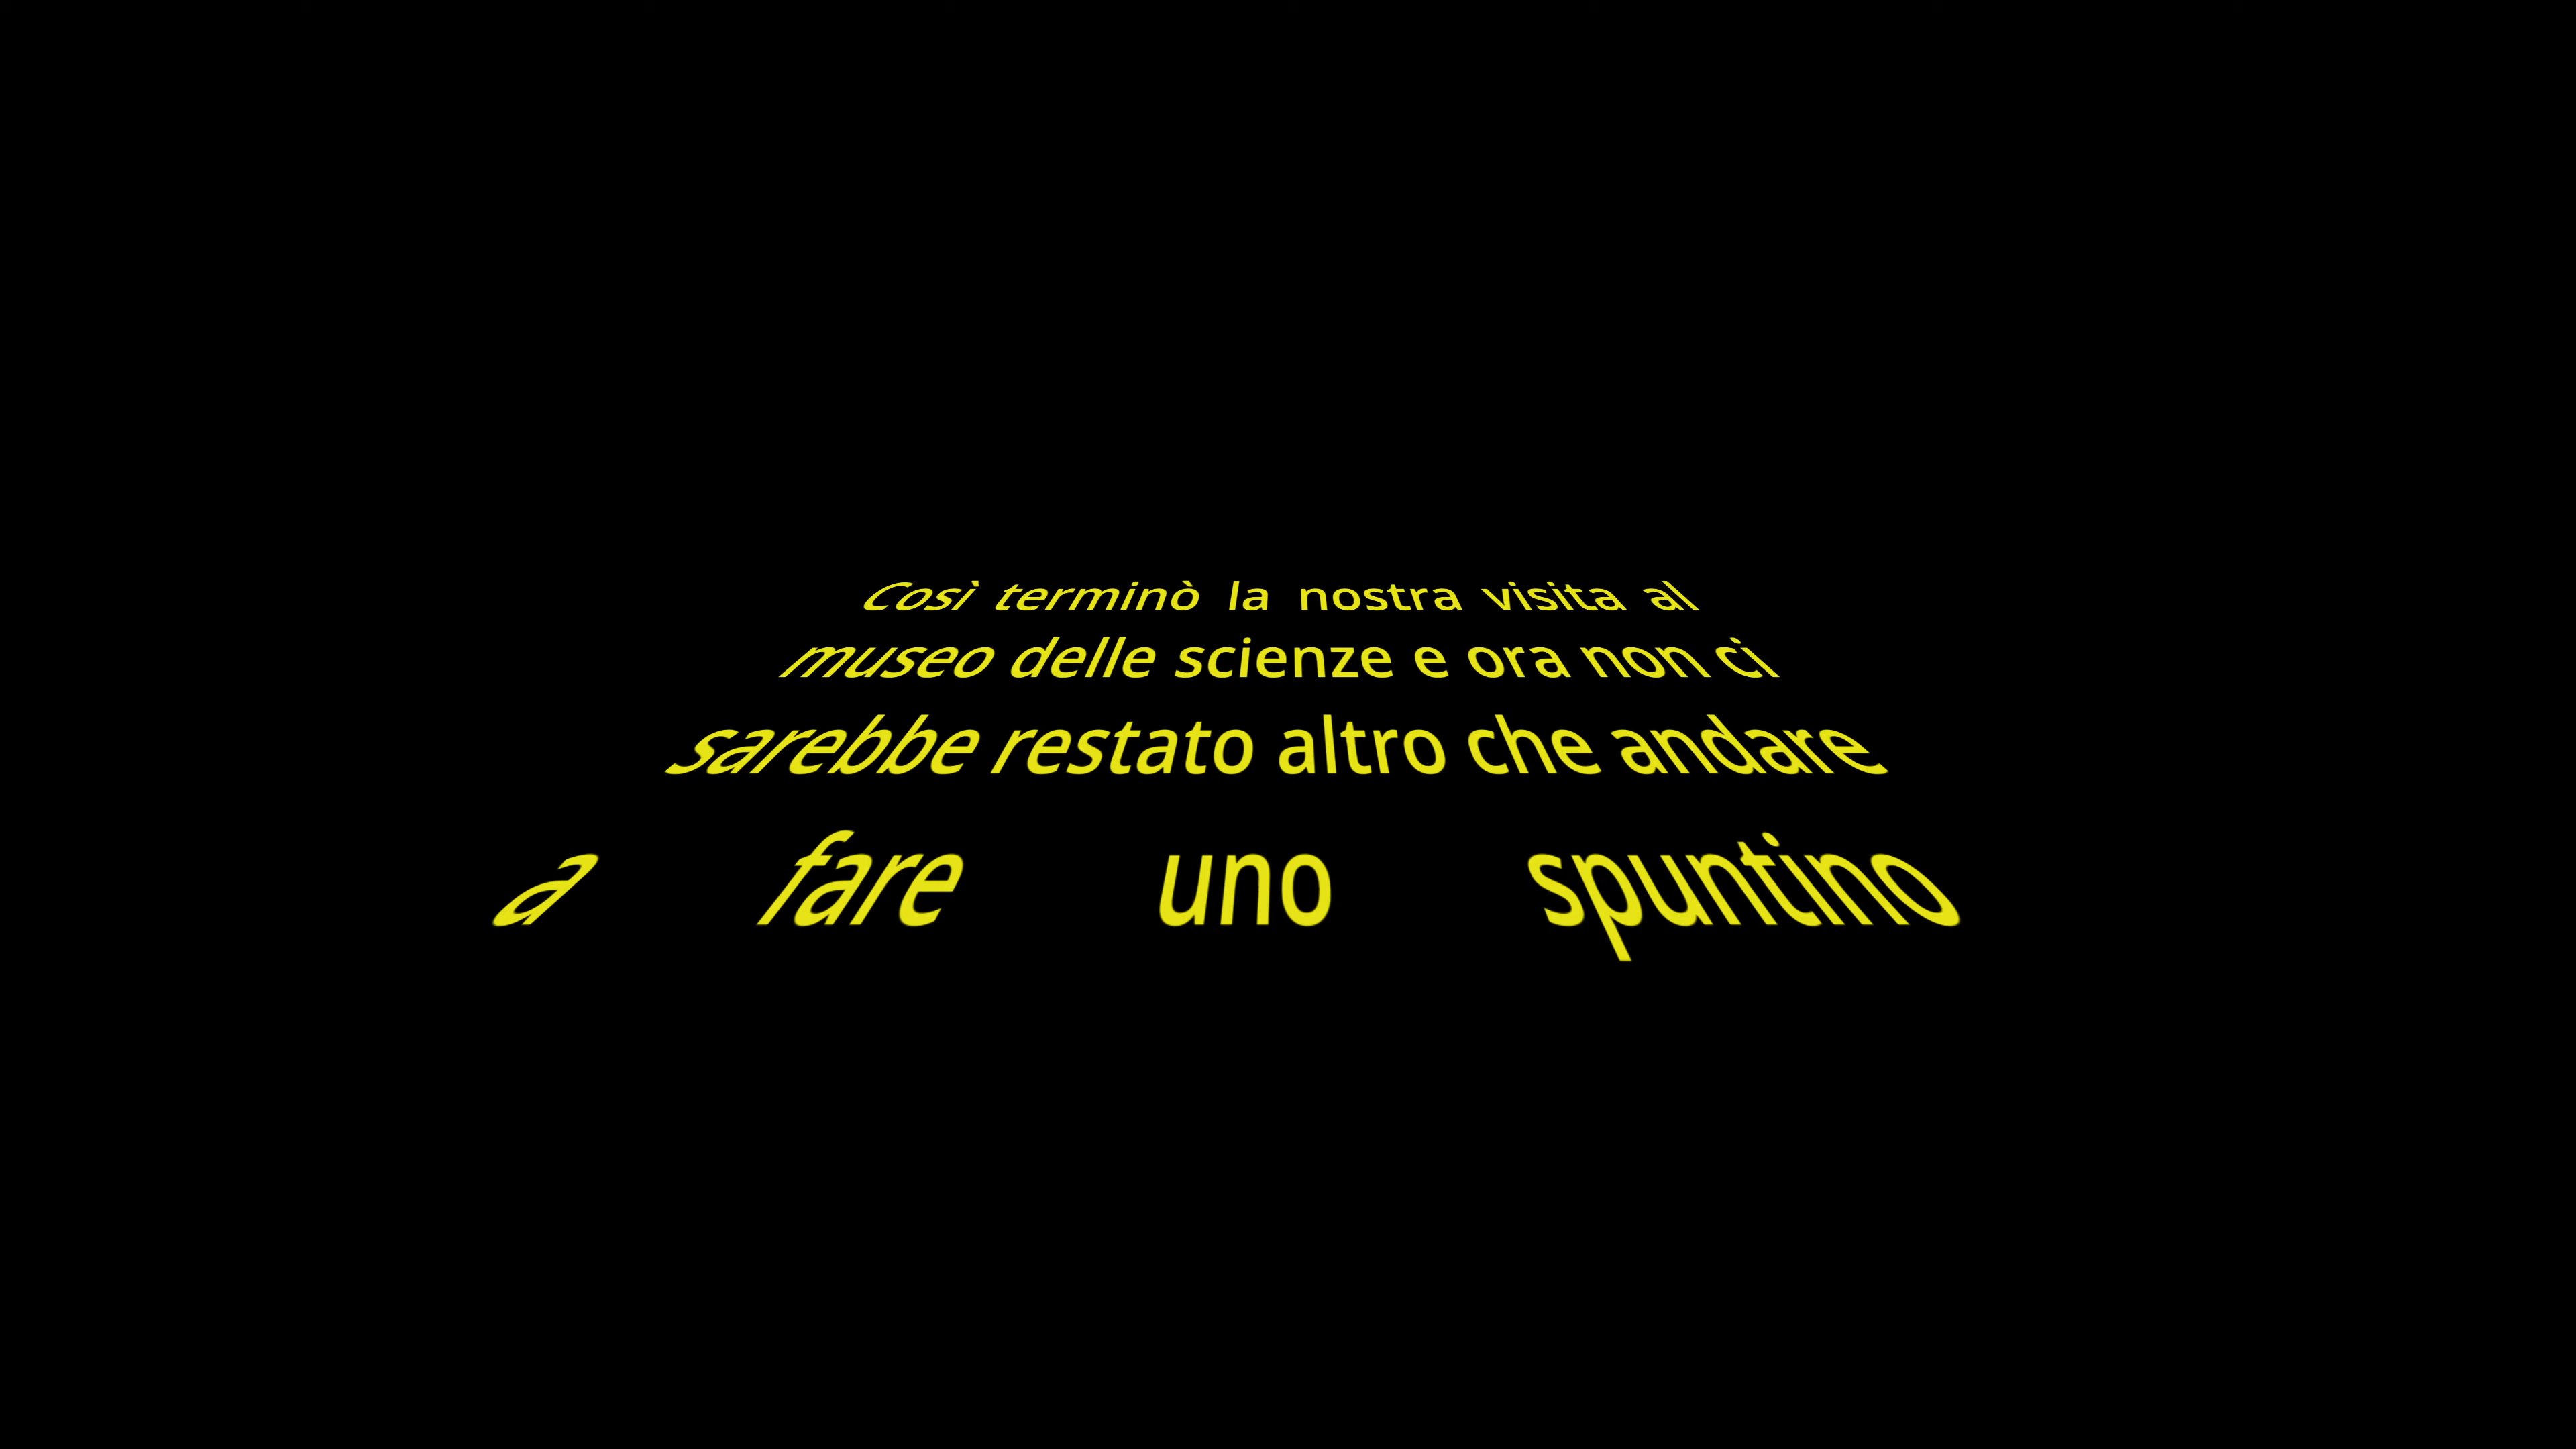 Così terminò la nostra visita al
museo delle scienze e ora non ci
sarebbe restato altro che andare
a fare uno spuntino